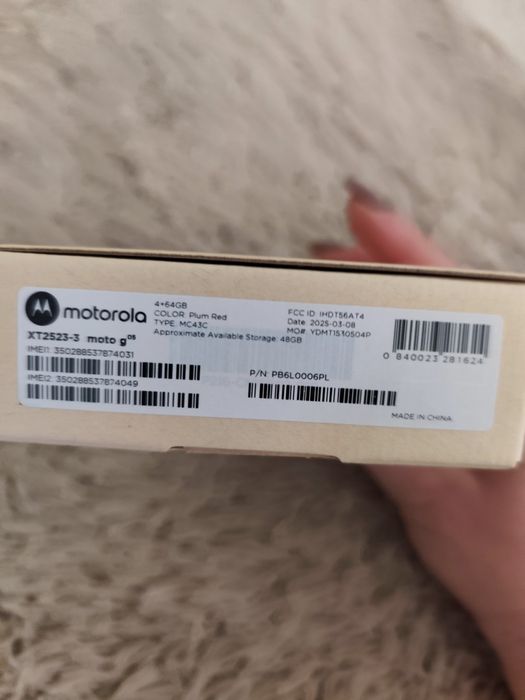 motorola
XT2523-3 moto g05
IMEI1: 350288537874031
IMEI2: 350288537874049
4+64GB
COLOR: Plum Red
TYPE: MC43C
Approximate Available Storage: 48GB
P/N: PB6L0006PL
FCC ID: IHDT56AT4
Date: 2025-03-08
MO#: YDMT1530504P
0 840023 281624
MADE IN CHINA